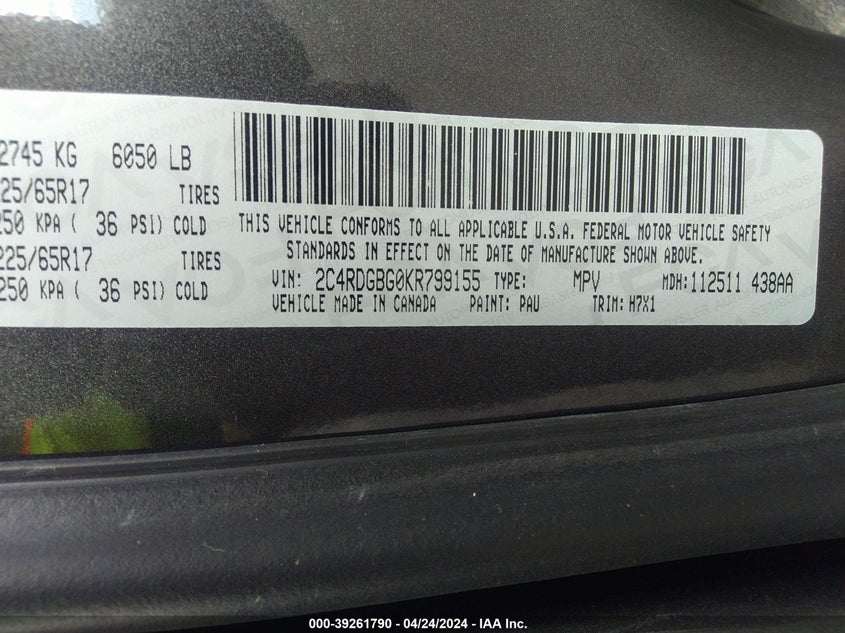 2745 KG 6050 LB
225/65R17 TIRES
250 KPA ( 36 PSI) COLD
225/65R17 TIRES
250 KPA ( 36 PSI) COLD
THIS VEHICLE CONFORMS TO ALL APPLICABLE U.S.A. FEDERAL MOTOR VEHICLE SAFETY
STANDARDS IN EFFECT ON THE DATE OF MANUFACTURE SHOWN ABOVE.
VIN: 2C4RDGBG0KR799155 TYPE: MPV MDH: 112511 438AA
VEHICLE MADE IN CANADA PAINT: PAU TRIM: H7X1
000-39261790 - 04/24/2024 - IAA Inc.